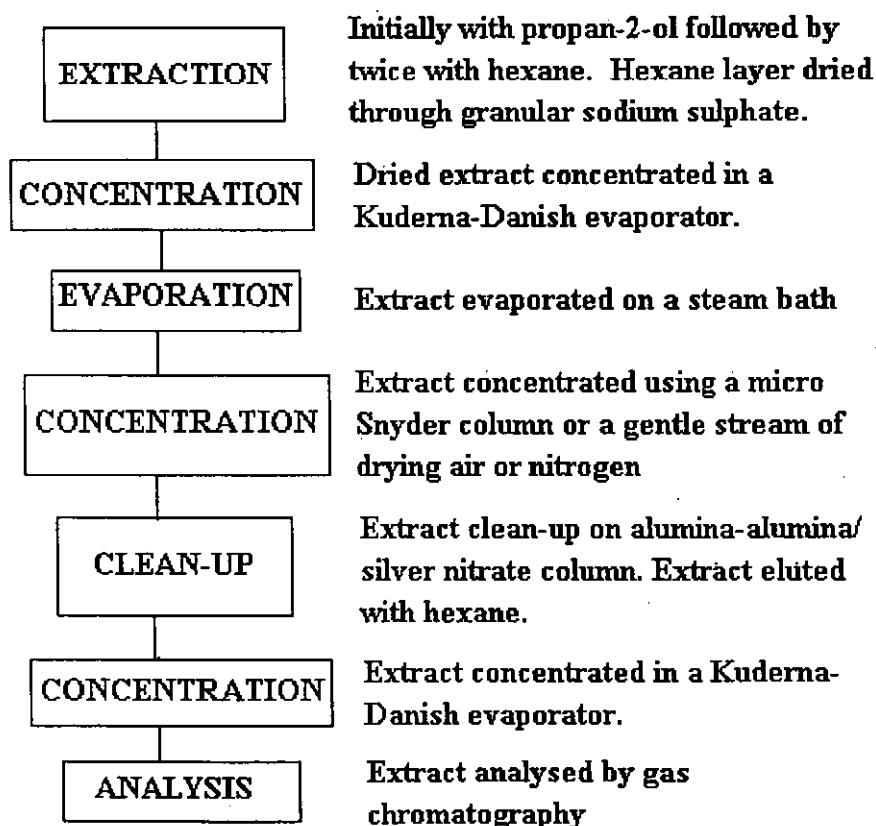 EXTRACTION
Initially with propan-2-ol followed by
twice with hexane. Hexane layer dried
through granular sodium sulphate.
CONCENTRATION
Dried extract concentrated in a
Kuderna-Danish evaporator.
EVAPORATION
Extract evaporated on a steam bath
CONCENTRATION
Extract concentrated using a micro
Snyder column or a gentle stream of
drying air or nitrogen
CLEAN-UP
Extract clean-up on alumina-alumina/
silver nitrate column. Extract eluted
with hexane.
CONCENTRATION
Extract concentrated in a Kuderna-
Danish evaporator.
ANALYSIS
Extract analysed by gas
chromatography